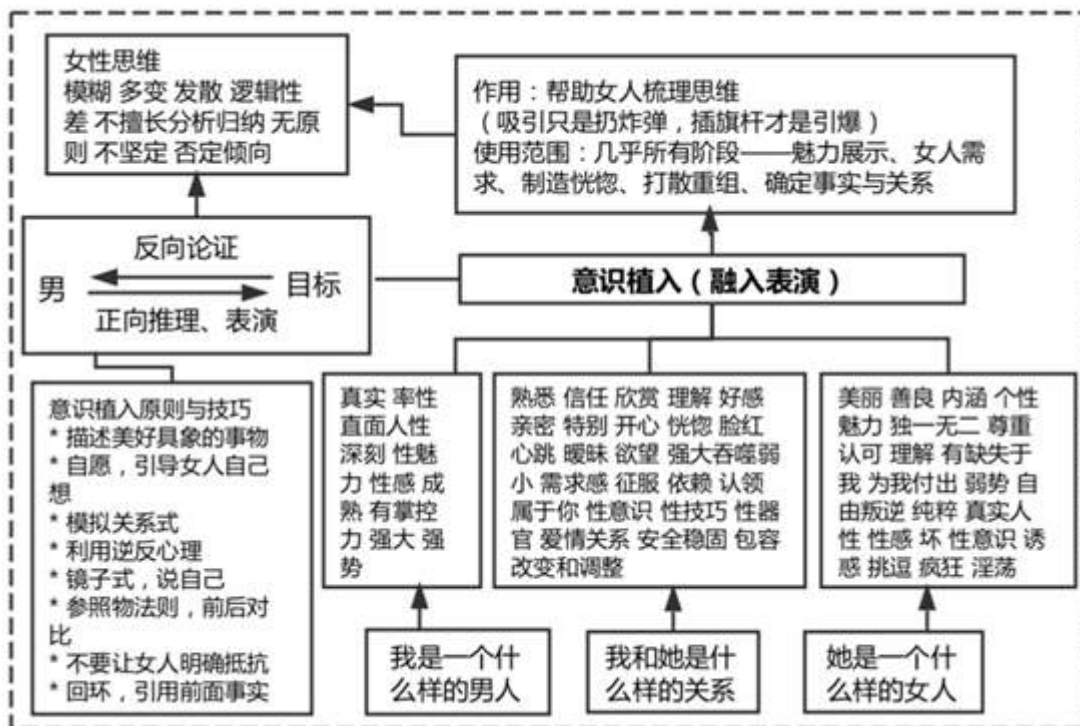 女性思维
模糊 多变 发散 逻辑性
差 不擅长分析归纳 无原
则 不坚定 否定倾向
作用：帮助女人梳理思维
（吸引只是扔炸弹，插旗杆才是引爆）
使用范围：几乎所有阶段——魅力展示、女人需
求、制造恍惚、打散重组、确定事实与关系
反向论证
男 目标
正向推理、表演
意识植入（融入表演）
意识植入原则与技巧
* 描述美好具象的事物
* 自愿，引导女人自己
想
* 模拟关系式
* 利用逆反心理
* 镜子式，说自己
* 参照物法则，前后对
比
* 不要让女人明确抵抗
* 回环，引用前面事实
真实 率性
直面人性
深刻 性魅
力 性感 成
熟 有掌控
力 强大 强
势
熟悉 信任 欣赏 理解 好感
亲密 特别 开心 恍惚 脸红
心跳 暧昧 欲望 强大吞噬弱
小 需求感 征服 依赖 认领
属于你 性意识 性技巧 性器
官 爱情关系 安全稳固 包容
改变和调整
美丽 善良 内涵 个性
魅力 独一无二 尊重
认可 理解 有缺失于
我 为我付出 弱势 自
由叛逆 纯粹 真实人
性 性感 坏 性意识 诱
惑 挑逗 疯狂 淫荡
我是一个什
么样的男人
我和她是什
么样的关系
她是一个什
么样的女人